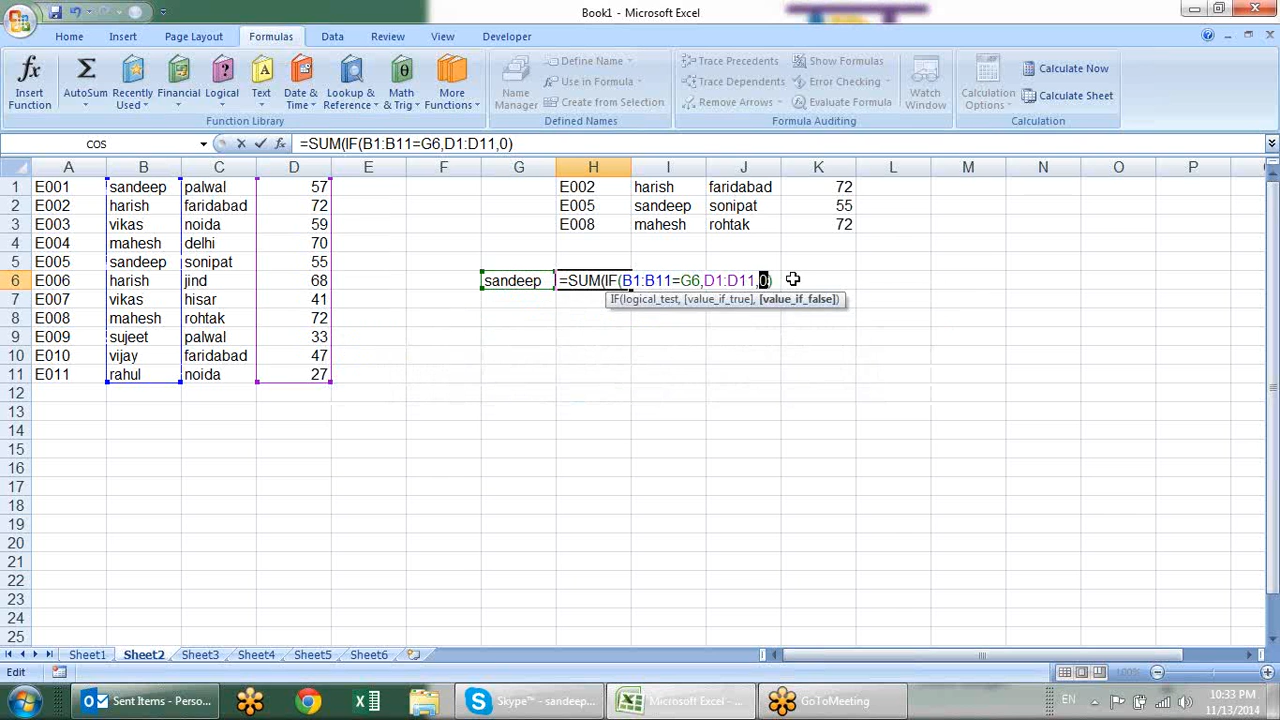 Book1 - Microsoft Excel
Home Insert Page Layout Formulas Data Review View Developer
Insert Function
AutoSum
Recently Used
Financial
Logical
Text
Date & Time
Lookup & Reference
Math & Trig
More Functions
Function Library
Name Manager
Define Name
Use in Formula
Create from Selection
Defined Names
Trace Precedents
Trace Dependents
Remove Arrows
Show Formulas
Error Checking
Evaluate Formula
Formula Auditing
Watch Window
Calculation Options
Calculate Now
Calculate Sheet
Calculation
COS =SUM(IF(B1:B11=G6,D1:D11,0)
A B C D E F G H I J K L M N O P
1 E001 sandeep palwal 57 E002 harish faridabad 72
2 E002 harish faridabad 72 E005 sandeep sonipat 55
3 E003 vikas noida 59 E008 mahesh rohtak 72
4 E004 mahesh delhi 70
5 E005 sandeep sonipat 55
6 E006 harish jind 68 sandeep =SUM(IF(B1:B11=G6,D1:D11,0)
IF(logical_test, [value_if_true], [value_if_false])
7 E007 vikas hisar 41
8 E008 mahesh rohtak 72
9 E009 sujeet palwal 33
10 E010 vijay faridabad 47
11 E011 rahul noida 27
12
13
14
15
16
17
18
19
20
21
22
23
24
25
Sheet1 Sheet2 Sheet3 Sheet4 Sheet5 Sheet6
Edit 100%
Sent Items - Perso... Skype™ - sandeep... Microsoft Excel - ... GoToMeeting EN 10:33 PM
11/13/2014